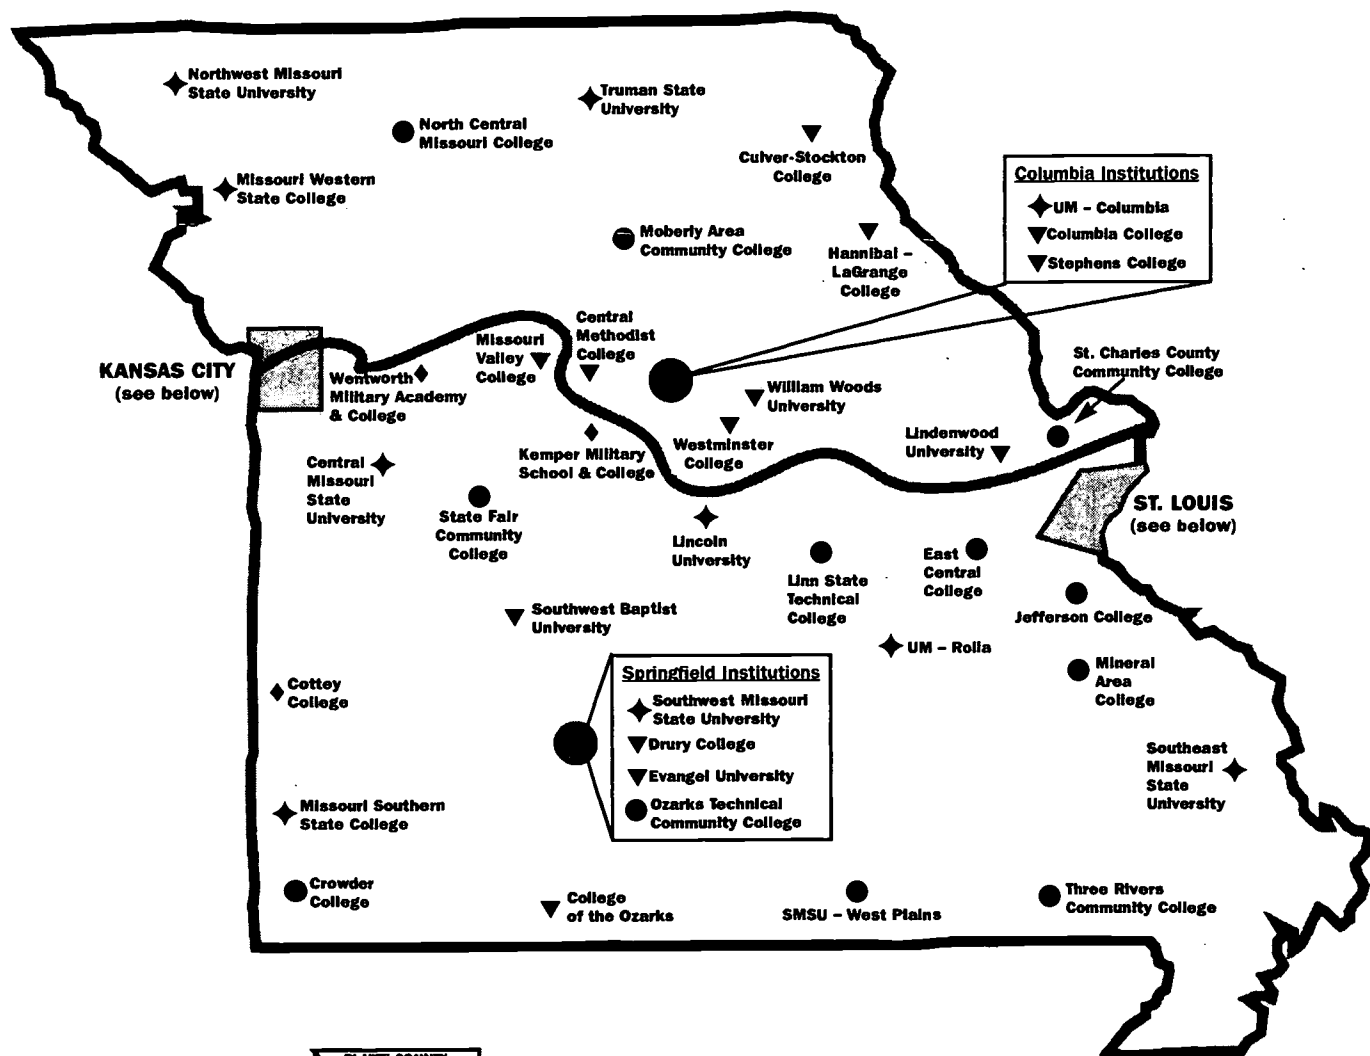 Northwest Missouri
State University
Truman State
University
North Central
Missouri College
Culver-Stockton
College
Missouri Western
State College
Columbia Institutions
UM – Columbia
Columbia College
Stephens College
Moberly Area
Community College
Hannibal –
LaGrange
College
Central
Methodist
College
Missouri
Valley
College
KANSAS CITY
(see below)
Wentworth
Military Academy
& College
William Woods
University
St. Charles County
Community College
Westminster
College
Lindenwood
University
Kemper Military
School & College
Central
Missouri
State
University
State Fair
Community
College
ST. LOUIS
(see below)
Lincoln
University
Linn State
Technical
College
East
Central
College
Jefferson College
Southwest Baptist
University
UM – Rolla
Mineral
Area
College
Springfield Institutions
Southwest Missouri
State University
Drury College
Evangel University
Ozarks Technical
Community College
Cottey
College
Southeast
Missouri
State
University
Missouri Southern
State College
Crowder
College
College
of the Ozarks
SMSU – West Plains
Three Rivers
Community College